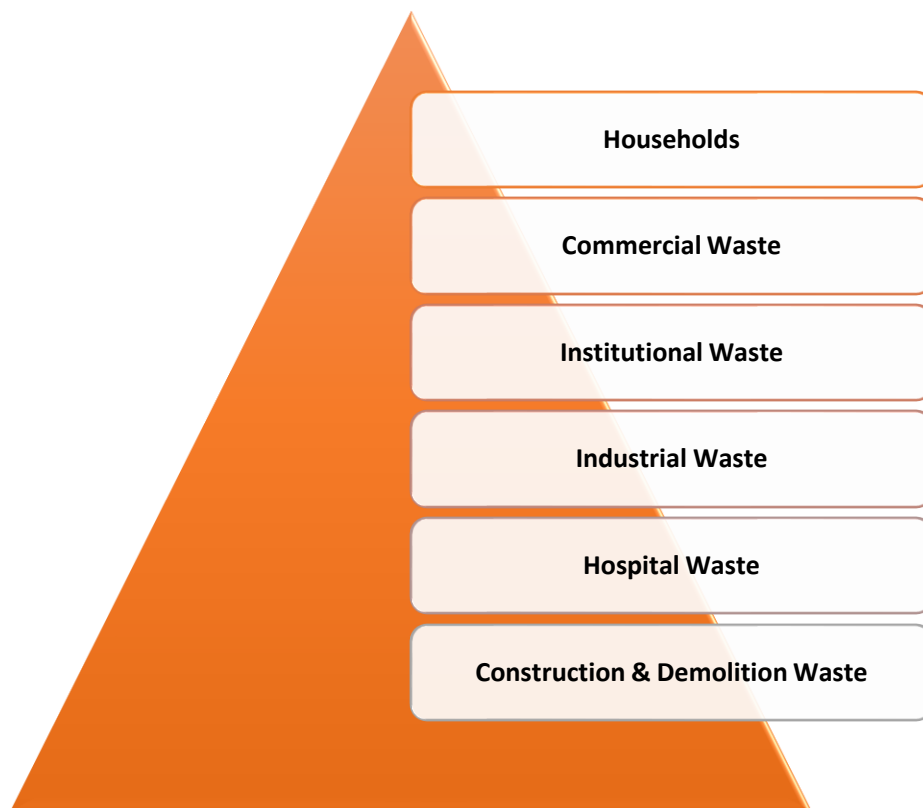 Households
Commercial Waste
Institutional Waste
Industrial Waste
Hospital Waste
Construction & Demolition Waste